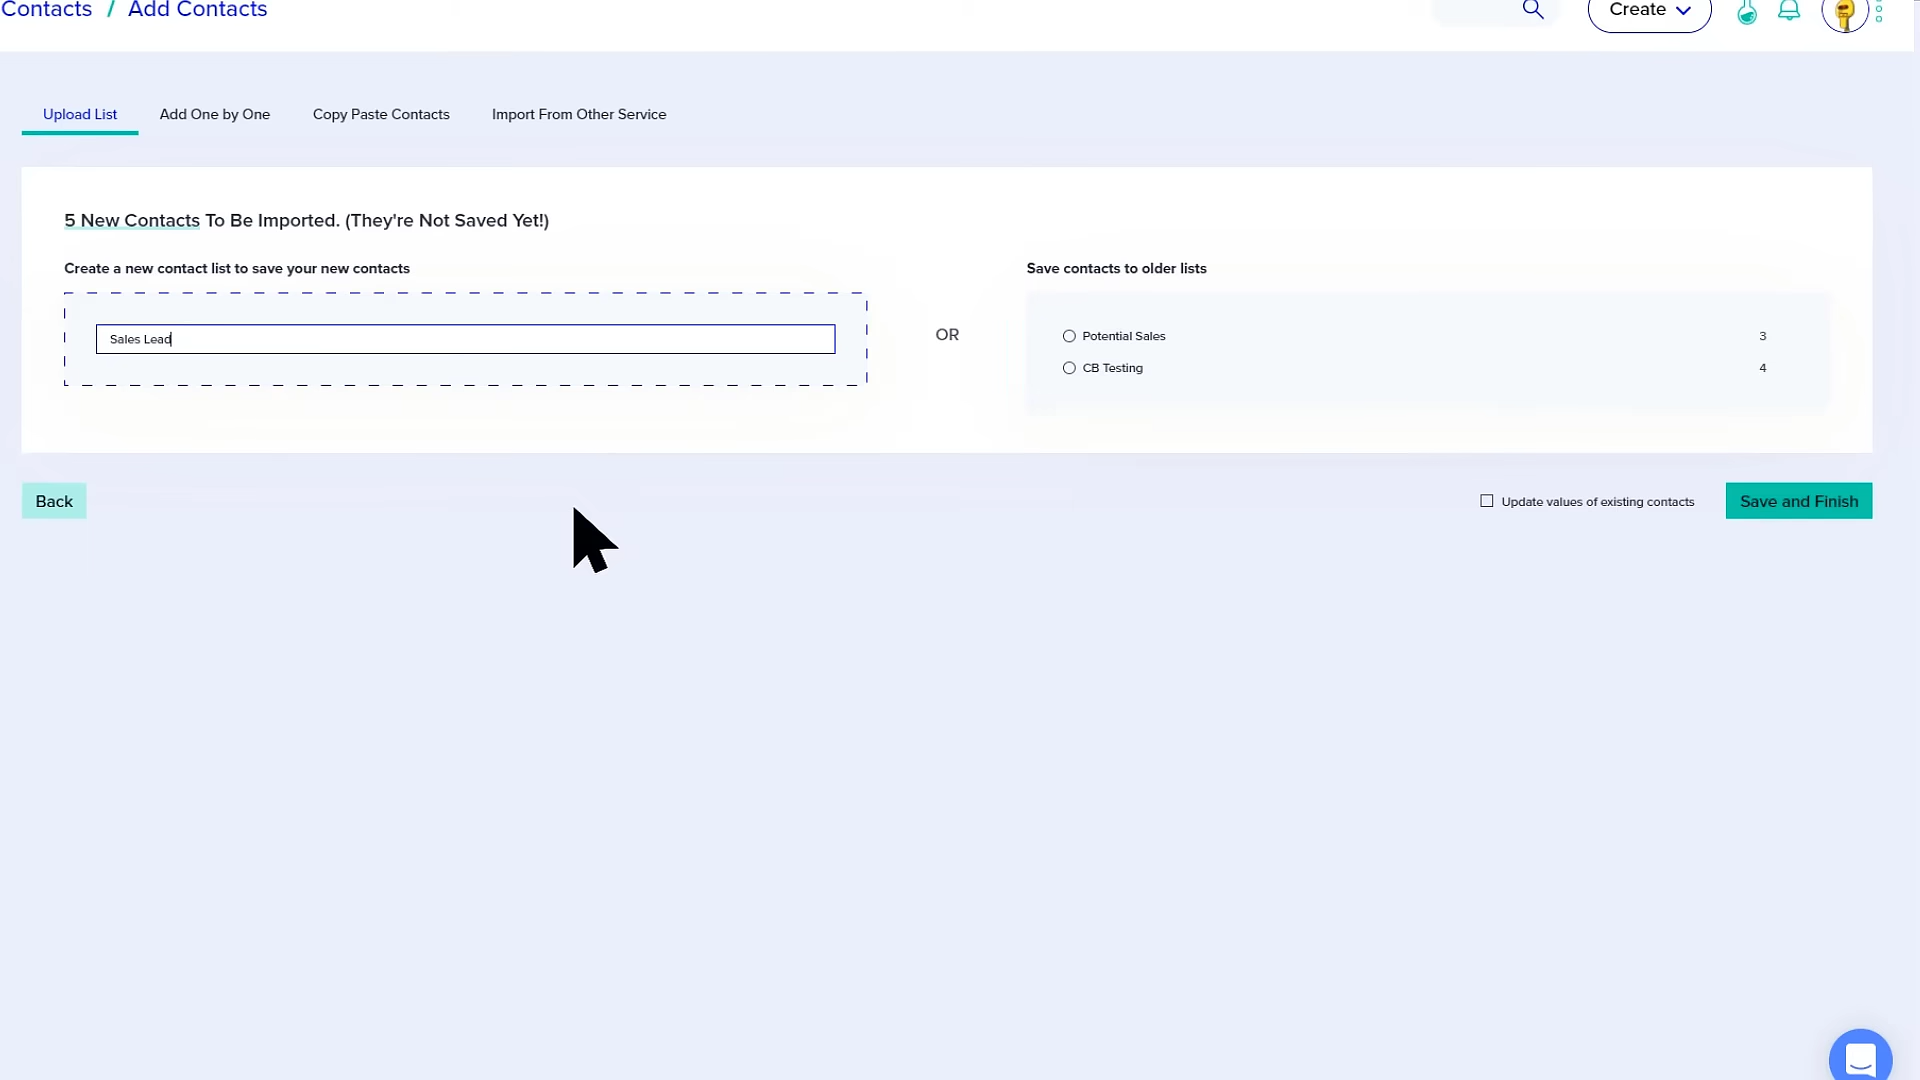 Contacts / Add Contacts
Create
Upload List
Add One by One
Copy Paste Contacts
Import From Other Service
5 New Contacts To Be Imported. (They're Not Saved Yet!)
Create a new contact list to save your new contacts
Sales Lead
OR
Save contacts to older lists
Potential Sales 3
CB Testing 4
Back
Update values of existing contacts
Save and Finish